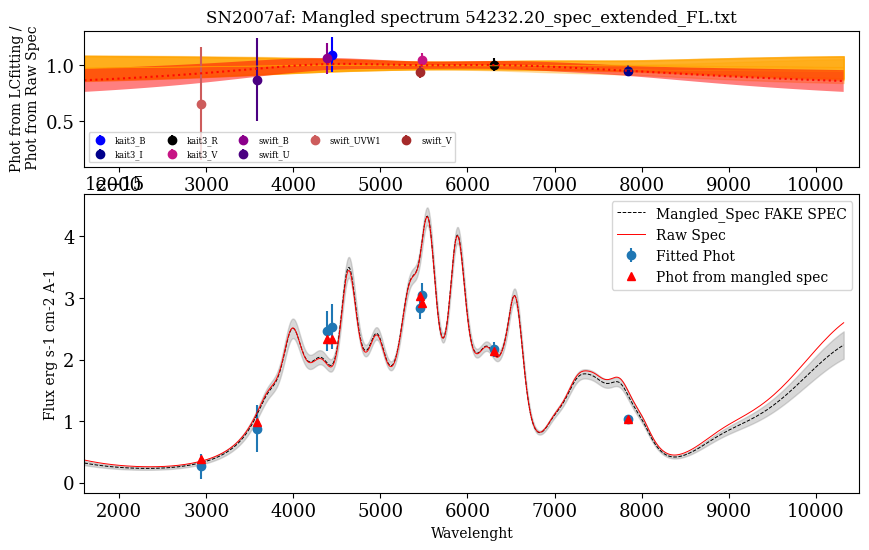 SN2007af: Mangled spectrum 54232.20_spec_extended_FL.txt
Phot from LCfitting /
Phot from Raw Spec
1.0
0.5
kait3_B kait3_R swift_B swift_UVW1 swift_V
kait3_I kait3_V swift_U
2000 3000 4000 5000 6000 7000 8000 9000 10000
1e−15
Flux erg s-1 cm-2 A-1
4
3
2
1
0
Mangled_Spec FAKE SPEC
Raw Spec
Fitted Phot
Phot from mangled spec
2000 3000 4000 5000 6000 7000 8000 9000 10000
Wavelenght